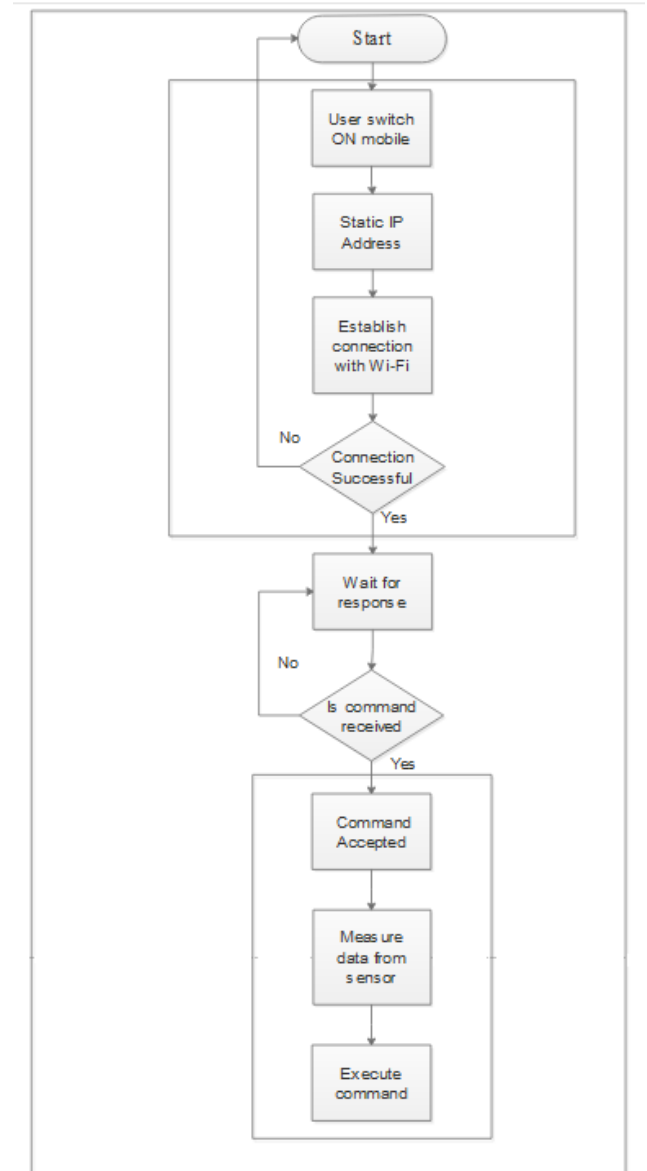 Start
User switch
ON mobile
Static IP
Address
Establish
connection
with Wi-Fi
No
Connection
Successful
Yes
Wait for
response
No
Is command
received
Yes
Command
Accepted
Measure
data from
sensor
Execute
command